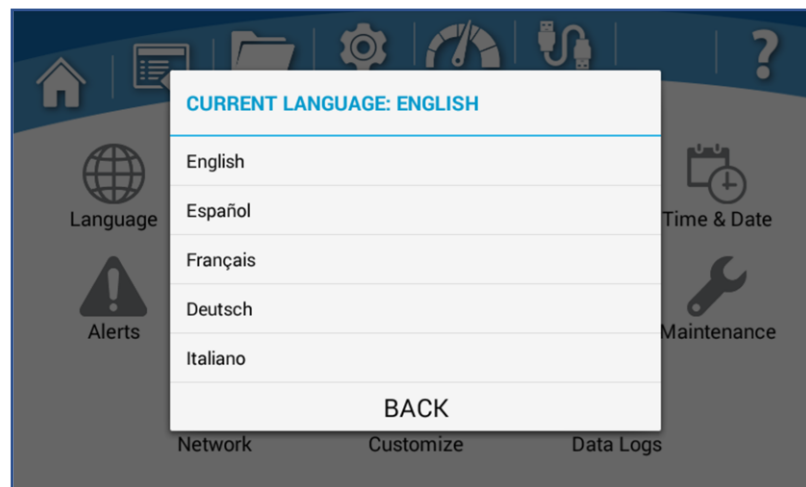 CURRENT LANGUAGE: ENGLISH
English
Español
Français
Deutsch
Italiano
BACK
Language
Time & Date
Alerts
Maintenance
Network
Customize
Data Logs
?